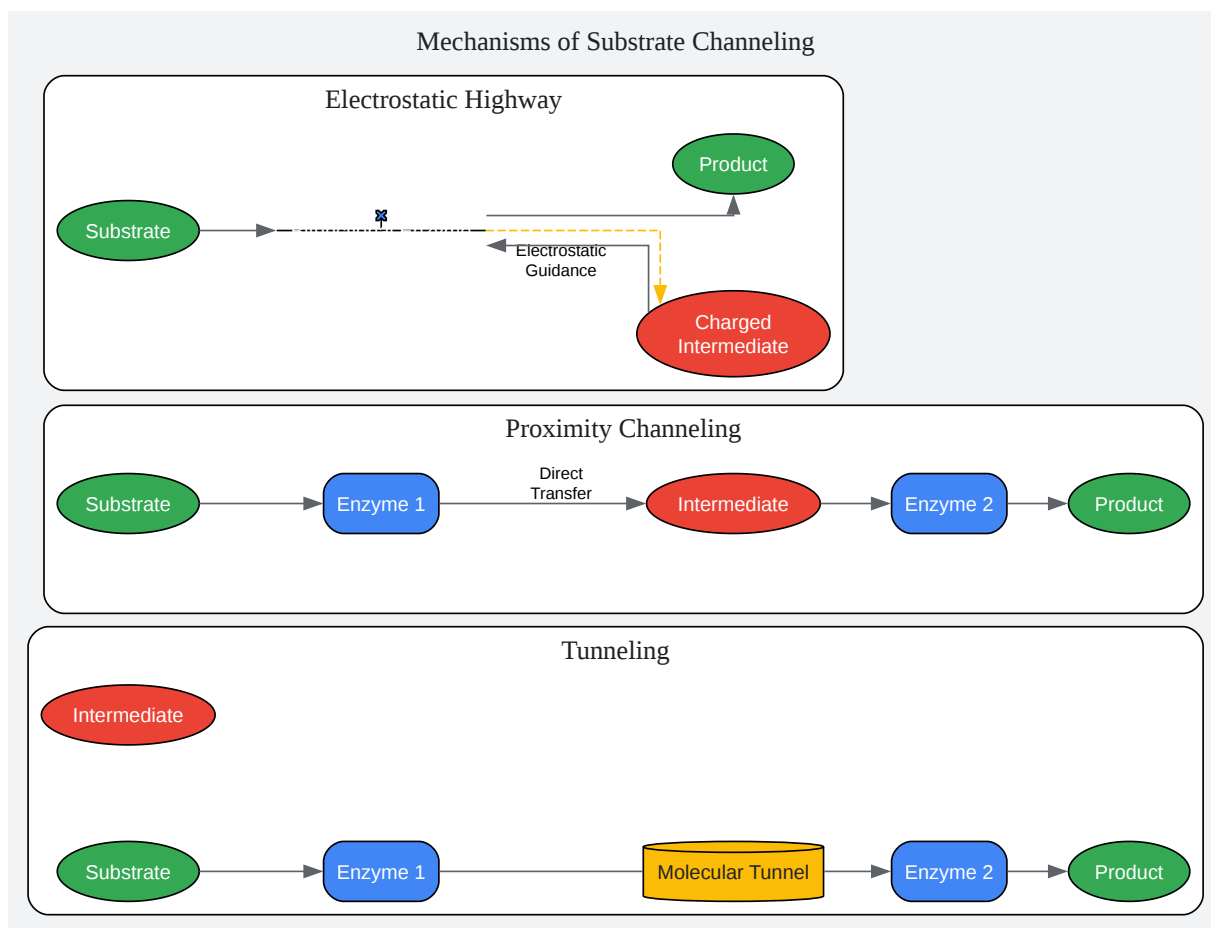 Mechanisms of Substrate Channeling
Electrostatic Highway
Product
Substrate
Electrostatic
Guidance
Charged
Intermediate
Proximity Channeling
Direct
Transfer
Substrate
Enzyme 1
Intermediate
Enzyme 2
Product
Tunneling
Intermediate
Substrate
Enzyme 1
Molecular Tunnel
Enzyme 2
Product